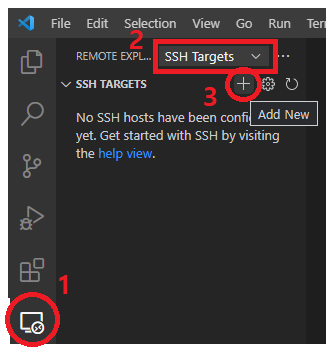 File Edit Selection View Go Run Tern
2
REMOTE EXPL... SSH Targets ...
SSH TARGETS
3
Add New
No SSH hosts have been confi
yet. Get started with SSH by visiting
the help view.
1